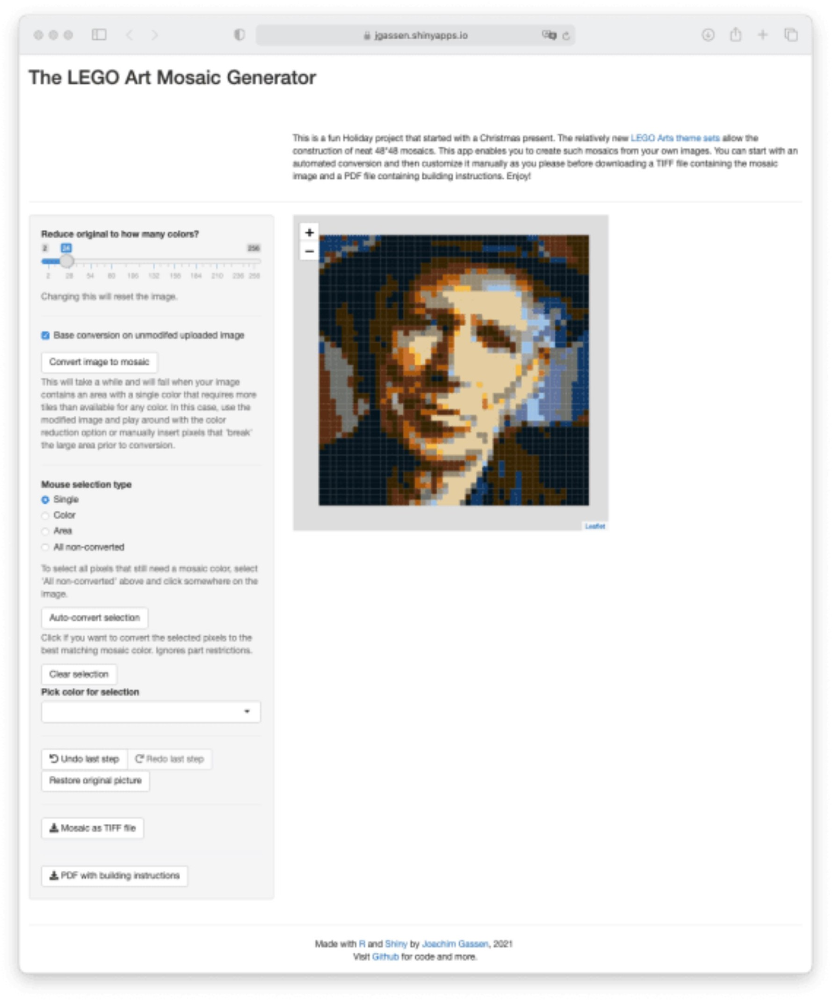 jgassen.shinyapps.io
The LEGO Art Mosaic Generator
This is a fun Holiday project that started with a Christmas present. The relatively new LEGO Arts theme sets allow the
construction of neat 48*48 mosaics. This app enables you to create such mosaics from your own images. You can start with an
automated conversion and then customize it manually as you please before downloading a TIFF file containing the mosaic
image and a PDF file containing building instructions. Enjoy!
Reduce original to how many colors?
2 256
2 28 54 80 132 158 184 210 236 256
Changing this will reset the image.
Base conversion on unmodifed uploaded image
Convert image to mosaic
This will take a while and will fail when your image
contains an area with a single color that requires more
tiles than available for any color. In this case, use the
modified image and play around with the color
reduction option or manually insert pixels that 'break'
the large area prior to conversion.
Mouse selection type
Single
Color
Area
All non-converted
To select all pixels that still need a mosaic color, select
'All non-converted' above and click somewhere on the
image.
Auto-convert selection
Click if you want to convert the selected pixels to the
best matching mosaic color. Ignores part restrictions.
Clear selection
Pick color for selection
Undo last step Redo last step
Restore original picture
Mosaic as TIFF file
PDF with building instructions
+
−
Leaflet
Made with R and Shiny by Joachim Gassen, 2021
Visit Github for code and more.